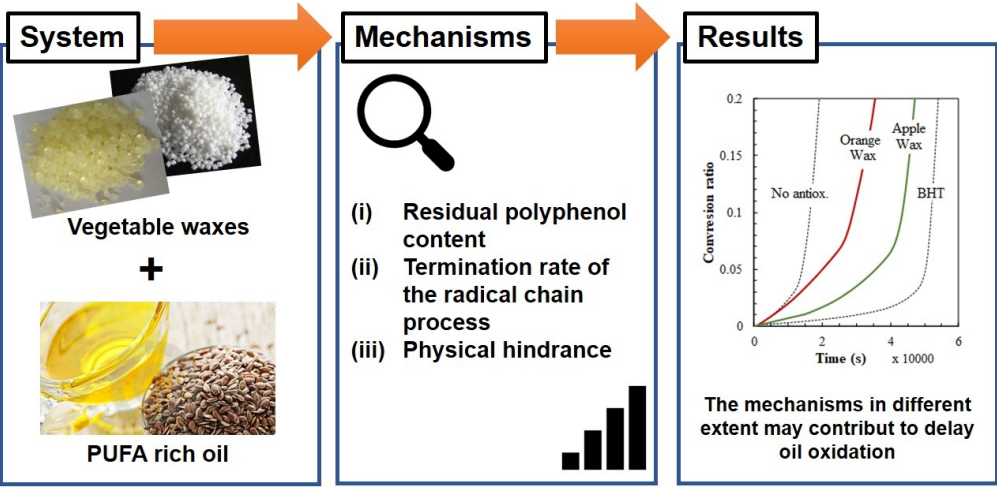 System
Mechanisms
Results
Vegetable waxes
+
PUFA rich oil
(i) Residual polyphenol
content
(ii) Termination rate of
the radical chain
process
(iii) Physical hindrance
Convresion ratio
0.2
0.15
0.1
0.05
0
No antiox.
Orange
Wax
Apple
Wax
BHT
0 2 4 6
Time (s) x 10000
The mechanisms in different
extent may contribut to delay
oil oxidation